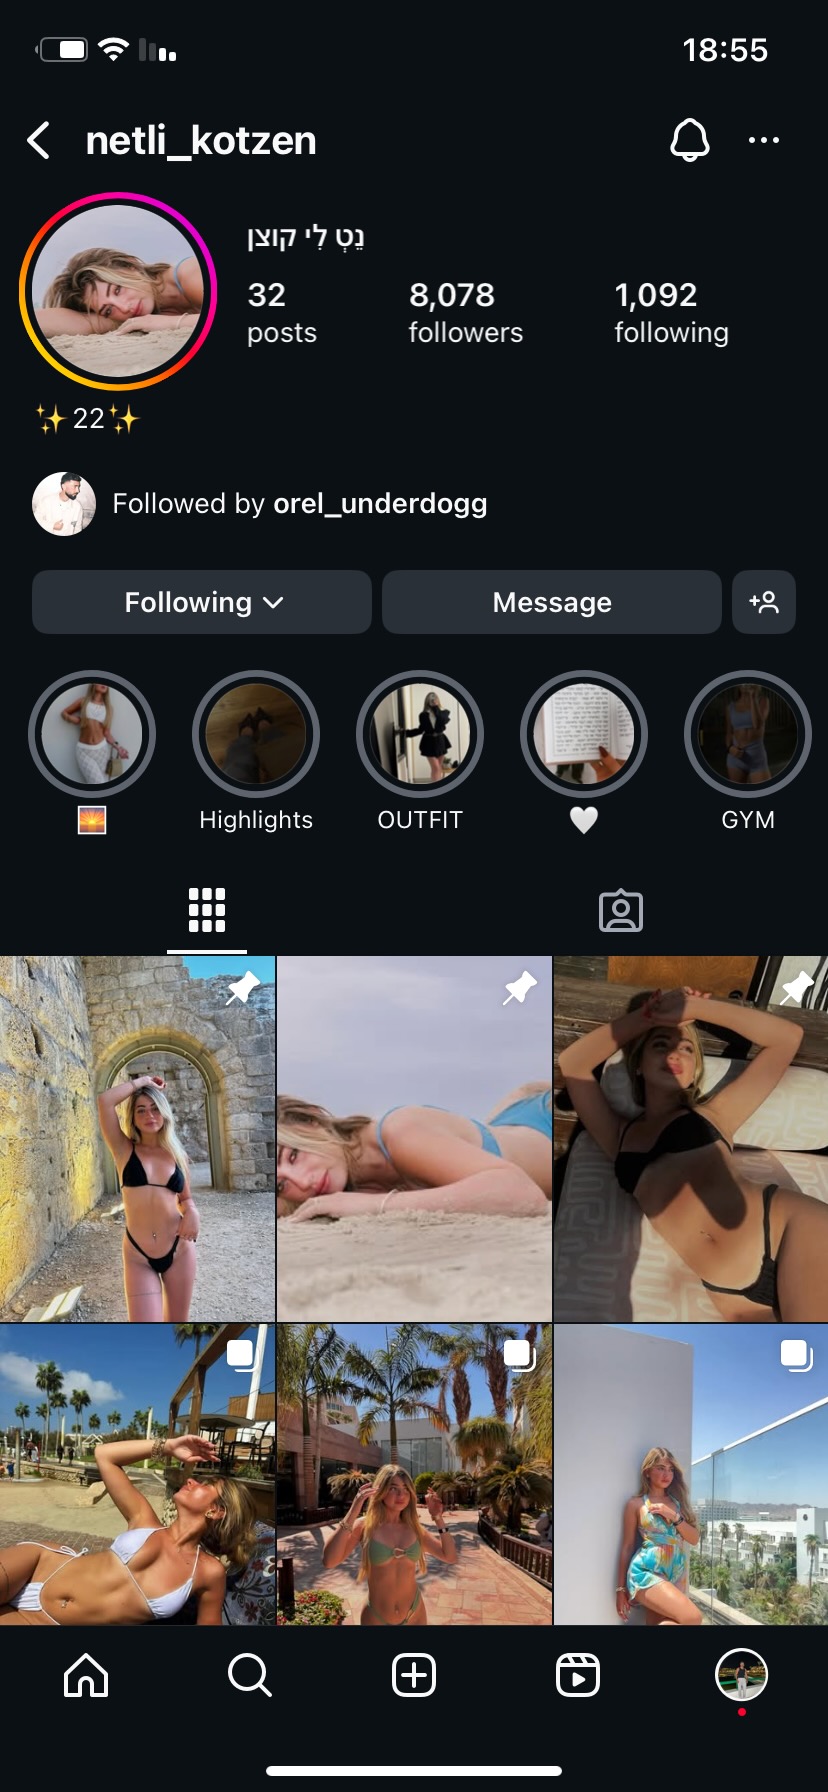 18:55
netli_kotzen
נֵטְ לִי קוצן
32 8,078 1,092
posts followers following
✨22✨
Followed by orel_underdogg
Following Message
Highlights OUTFIT 🤍 GYM